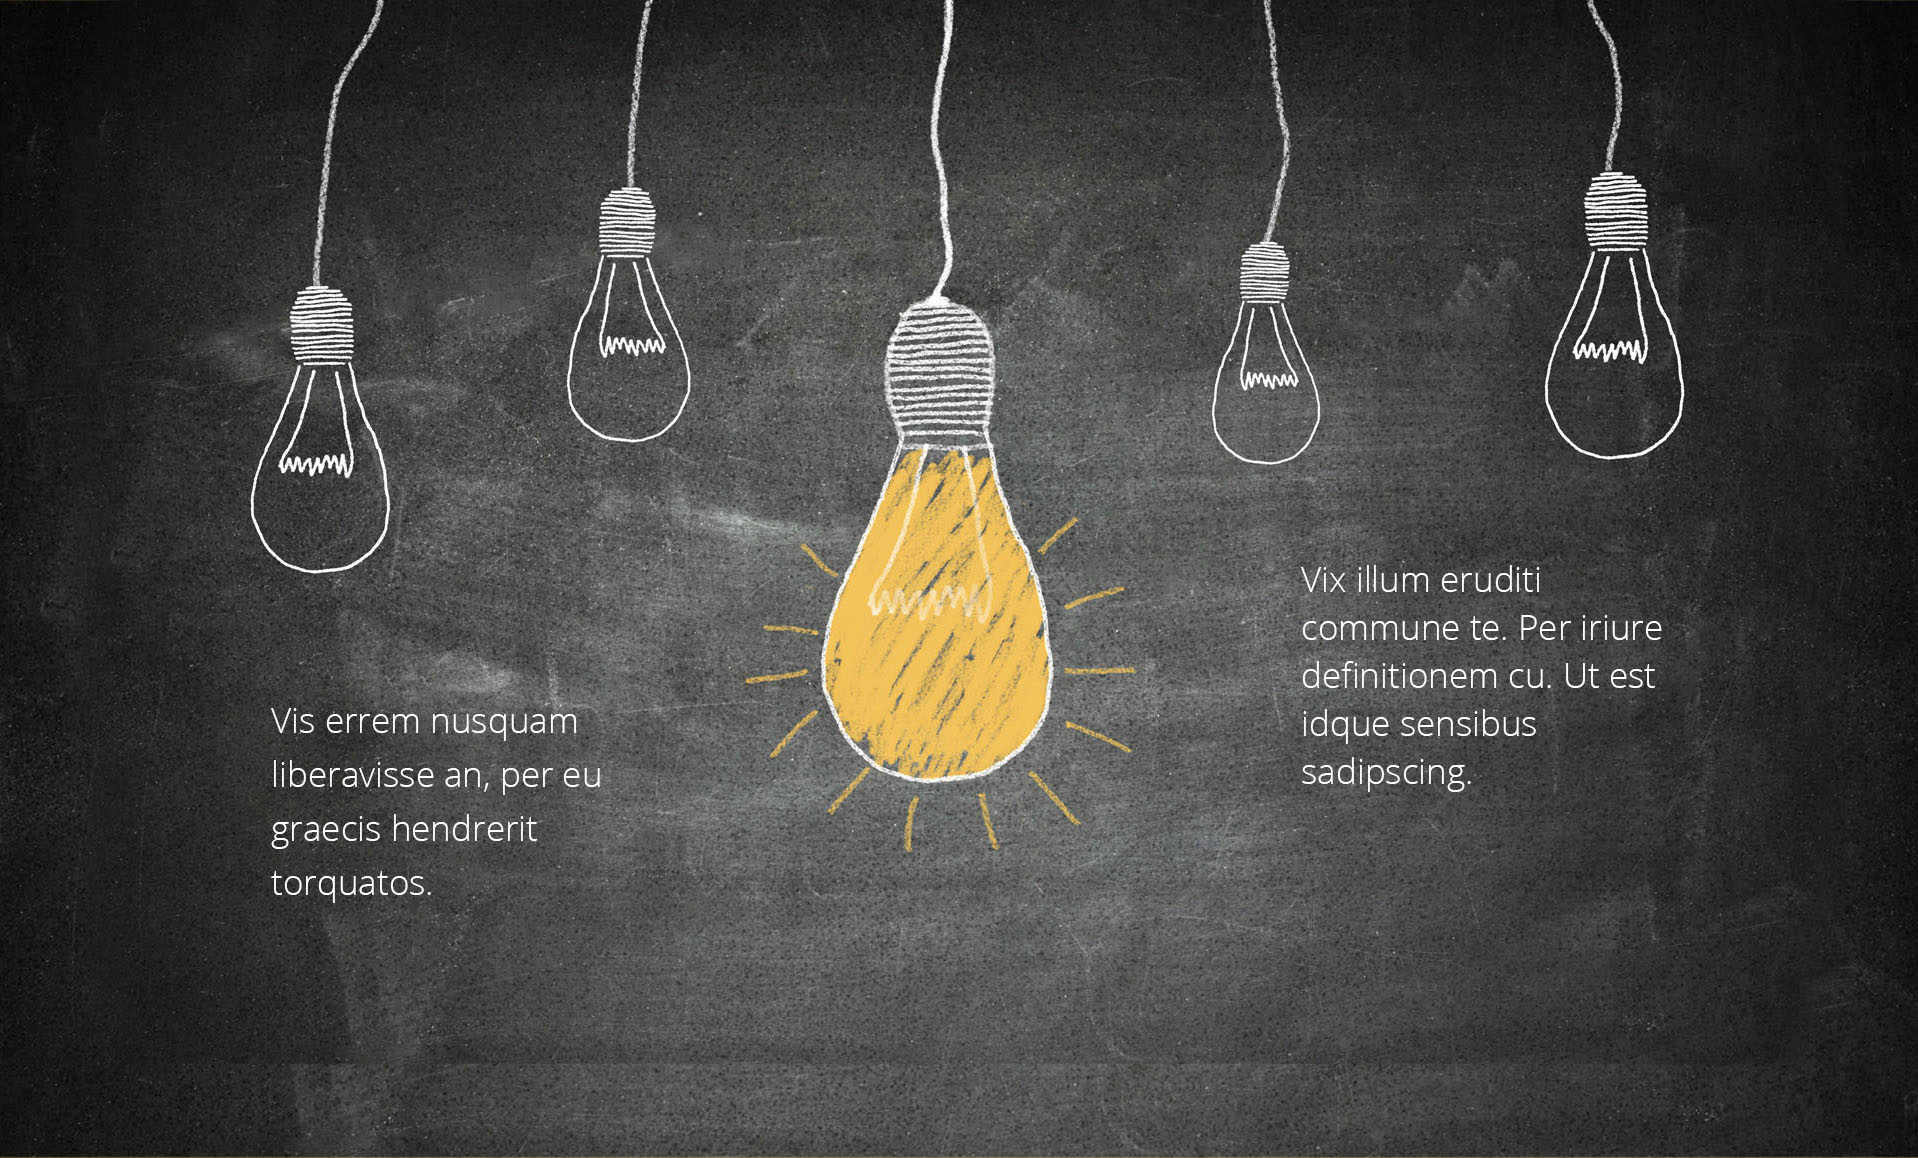 Vis errem nusquam
liberavisse an, per eu
graecis hendrerit
torquatos.
Vix illum eruditi
commune te. Per iriure
definitionem cu. Ut est
idque sensibus
sadipscing.